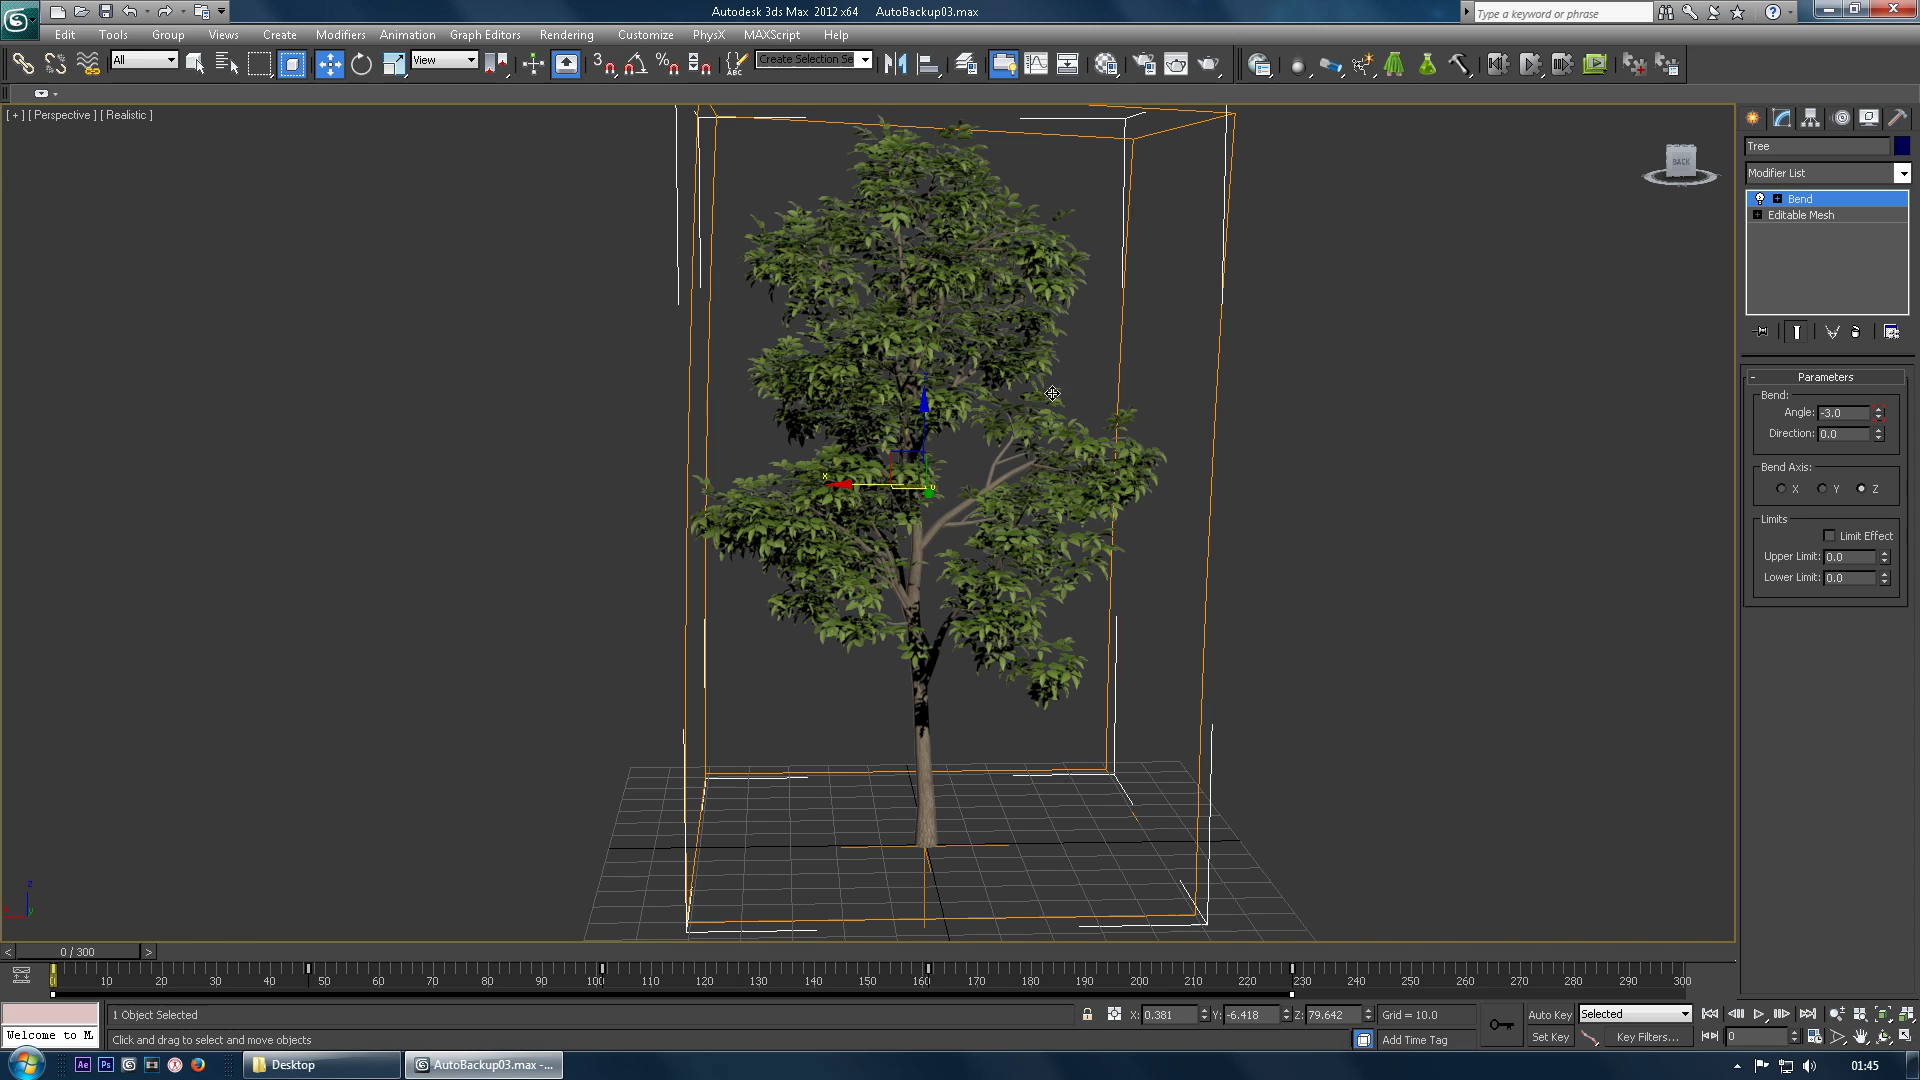 Autodesk 3ds Max 2012 x64 AutoBackup03.max
Type a keyword or phrase
Edit Tools Group Views Create Modifiers Animation Graph Editors Rendering Customize PhysX MAXScript Help
All View Create Selection Se
[ + ] [ Perspective ] [ Realistic ]
BACK
Tree
Modifier List
Bend
Editable Mesh
Parameters
Bend:
Angle: -3.0
Direction: 0.0
Bend Axis:
X Y Z
Limits
Limit Effect
Upper Limit: 0.0
Lower Limit: 0.0
x
z
y
0 / 300
10 20 30 40 50 60 70 80 90 100 110 120 130 140 150 160 170 180 190 200 210 220 230 240 250 260 270 280 290 300
1 Object Selected
X: 0.381 Y: -6.418 Z: 79.642 Grid = 10.0
Auto Key Selected
Welcome to M.
Click and drag to select and move objects
Add Time Tag
Set Key Key Filters... 0
Ae Ps Desktop AutoBackup03.max -...
01:45